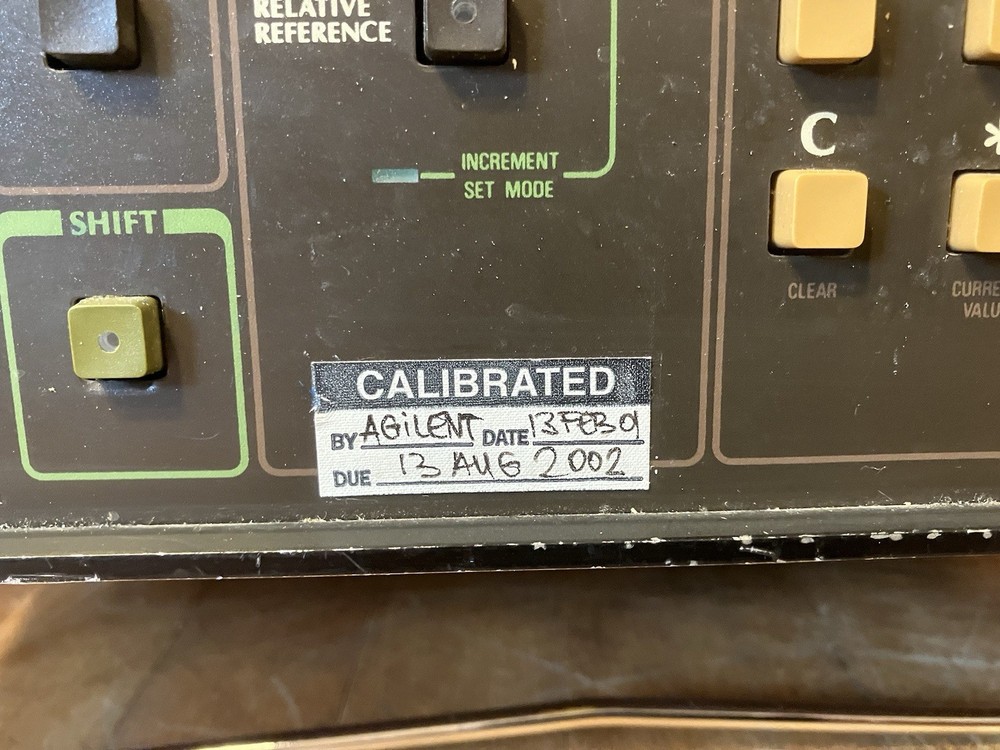 RELATIVE
REFERENCE
INCREMENT
SET MODE
SHIFT
C
*
CLEAR
CALIBRATED
BY AGiLENT DATE 13 FEB 01
DUE 13 AUG 2002